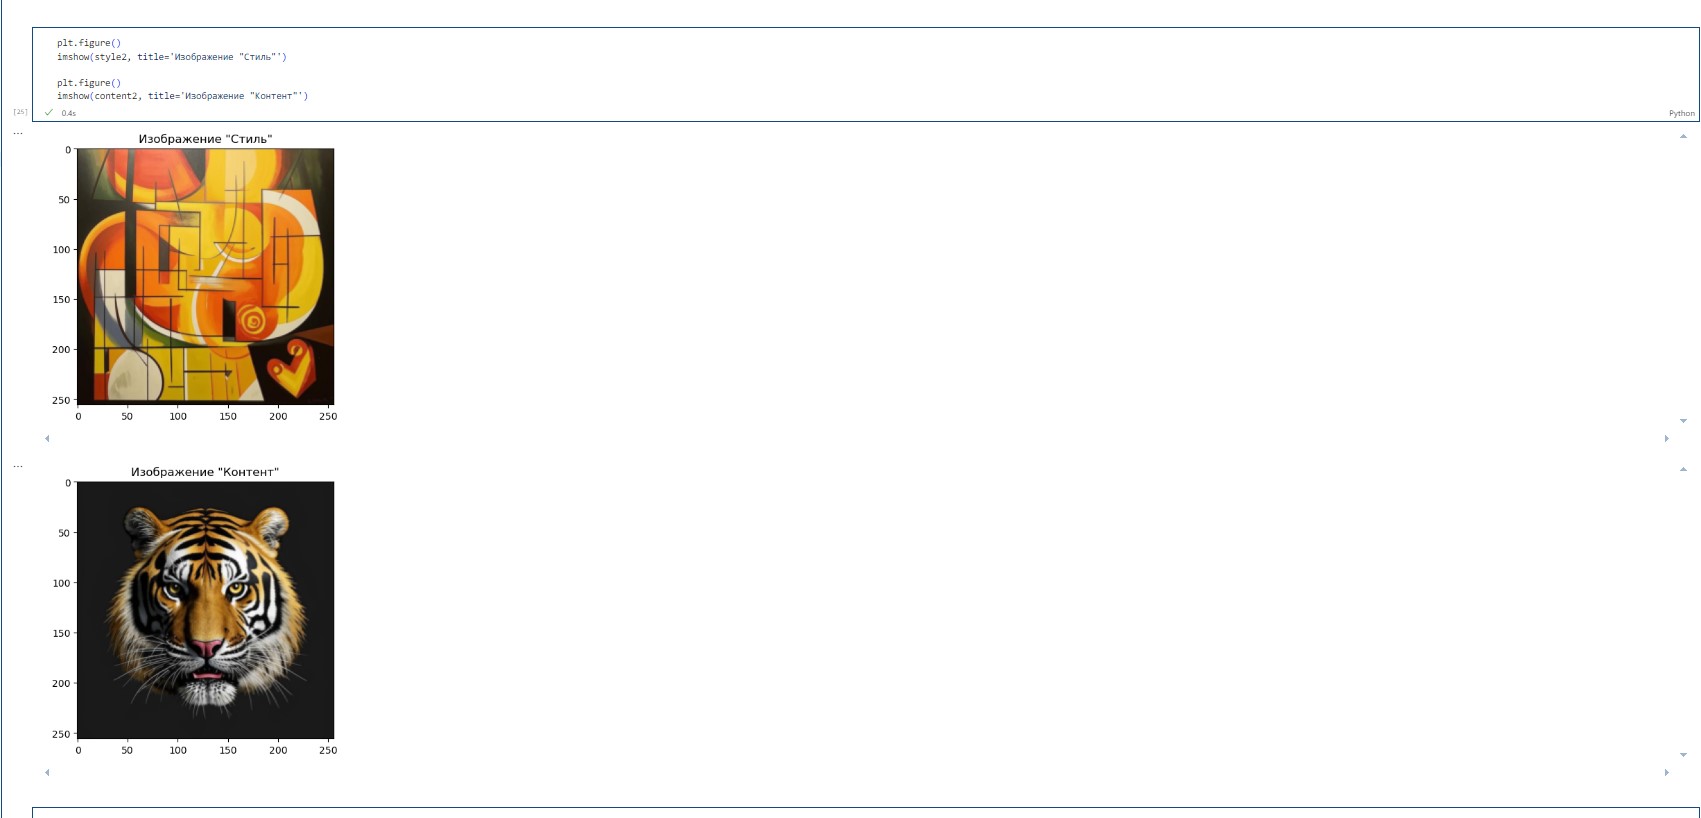 plt.figure()
imshow(style2, title='Изображение "Стиль"')
plt.figure()
imshow(content2, title='Изображение "Контент"')
[25]
0.4s
Python
...
Изображение "Стиль"
0
50
100
150
200
250
0 50 100 150 200 250
...
Изображение "Контент"
0
50
100
150
200
250
0 50 100 150 200 250